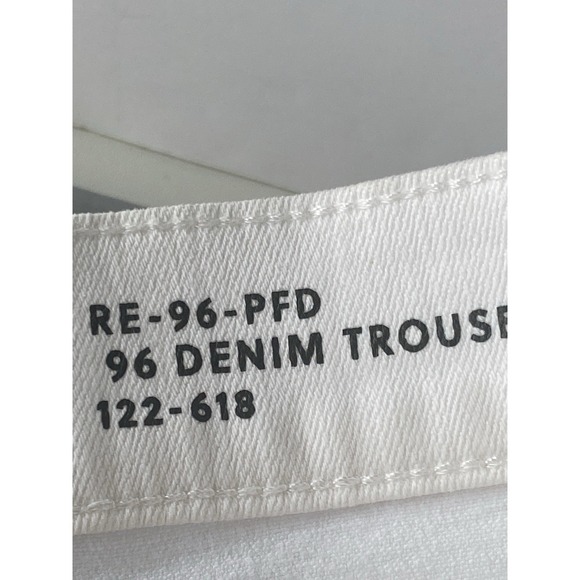 RE-96-PFD
96 DENIM TROUSE
122-618